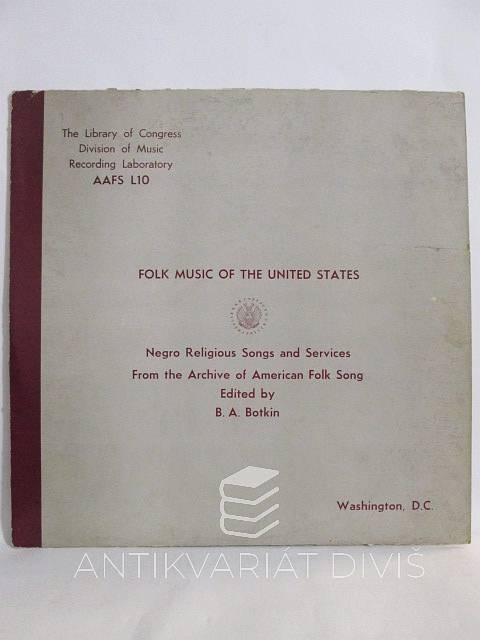 The Library of Congress
Division of Music
Recording Laboratory
AAFS L10
FOLK MUSIC OF THE UNITED STATES
Negro Religious Songs and Services
From the Archive of American Folk Song
Edited by
B. A. Botkin
Washington, D.C.
ANTIKVARIÁT DIVIŠ